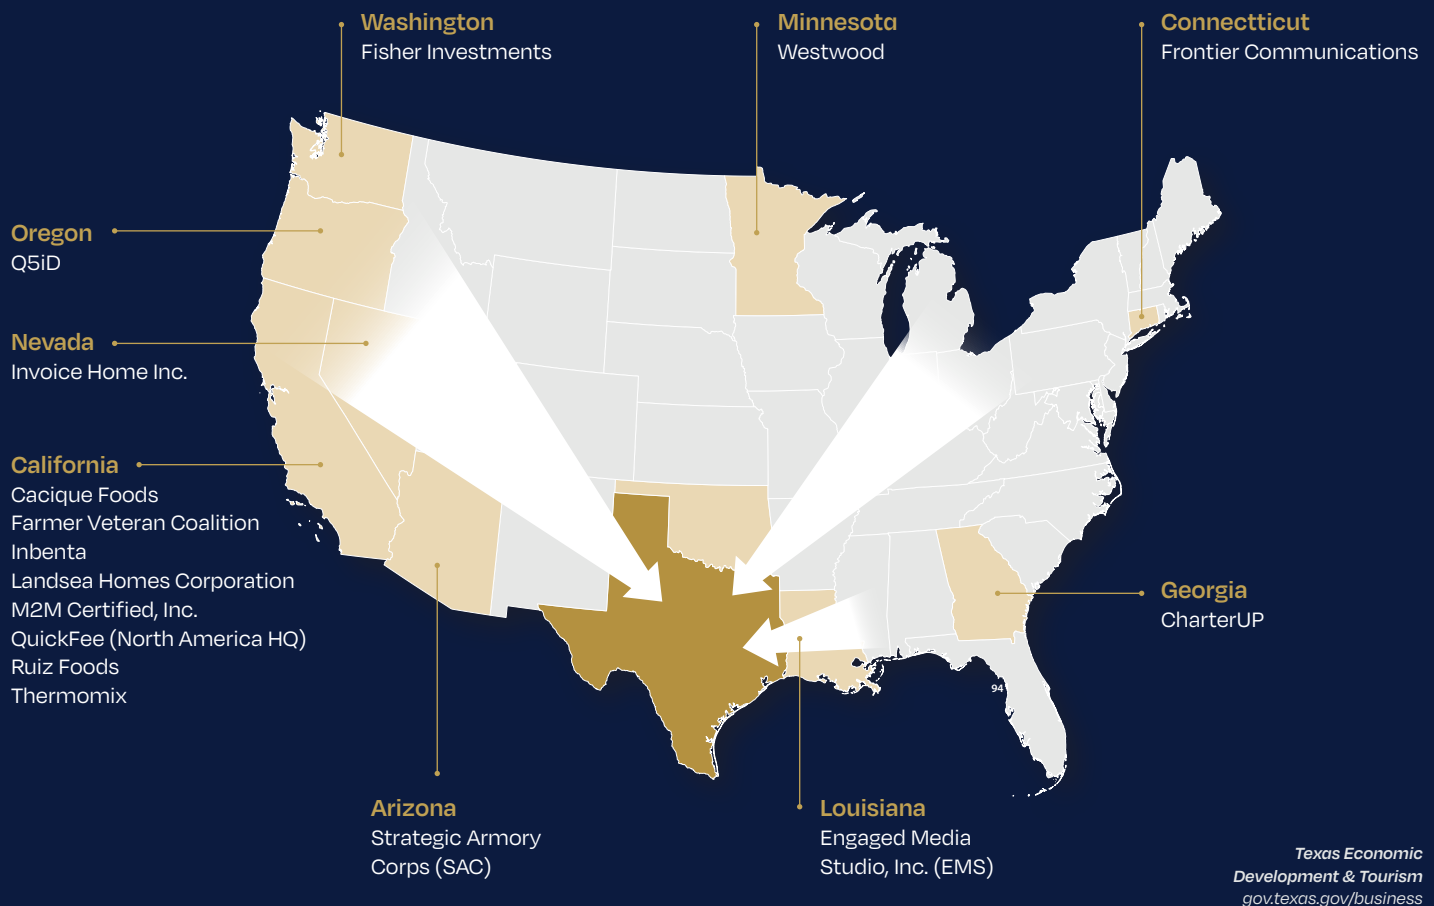 Washington
Fisher Investments
Minnesota
Westwood
Connecticut
Frontier Communications
Oregon
Q5iD
Nevada
Invoice Home Inc.
California
Cacique Foods
Farmer Veteran Coalition
Inbenta
Landsea Homes Corporation
M2M Certified, Inc.
QuickFee (North America HQ)
Ruiz Foods
Thermomix
Georgia
CharterUP
94
Arizona
Strategic Armory
Corps (SAC)
Louisiana
Engaged Media
Studio, Inc. (EMS)
Texas Economic
Development & Tourism
gov.texas.gov/business